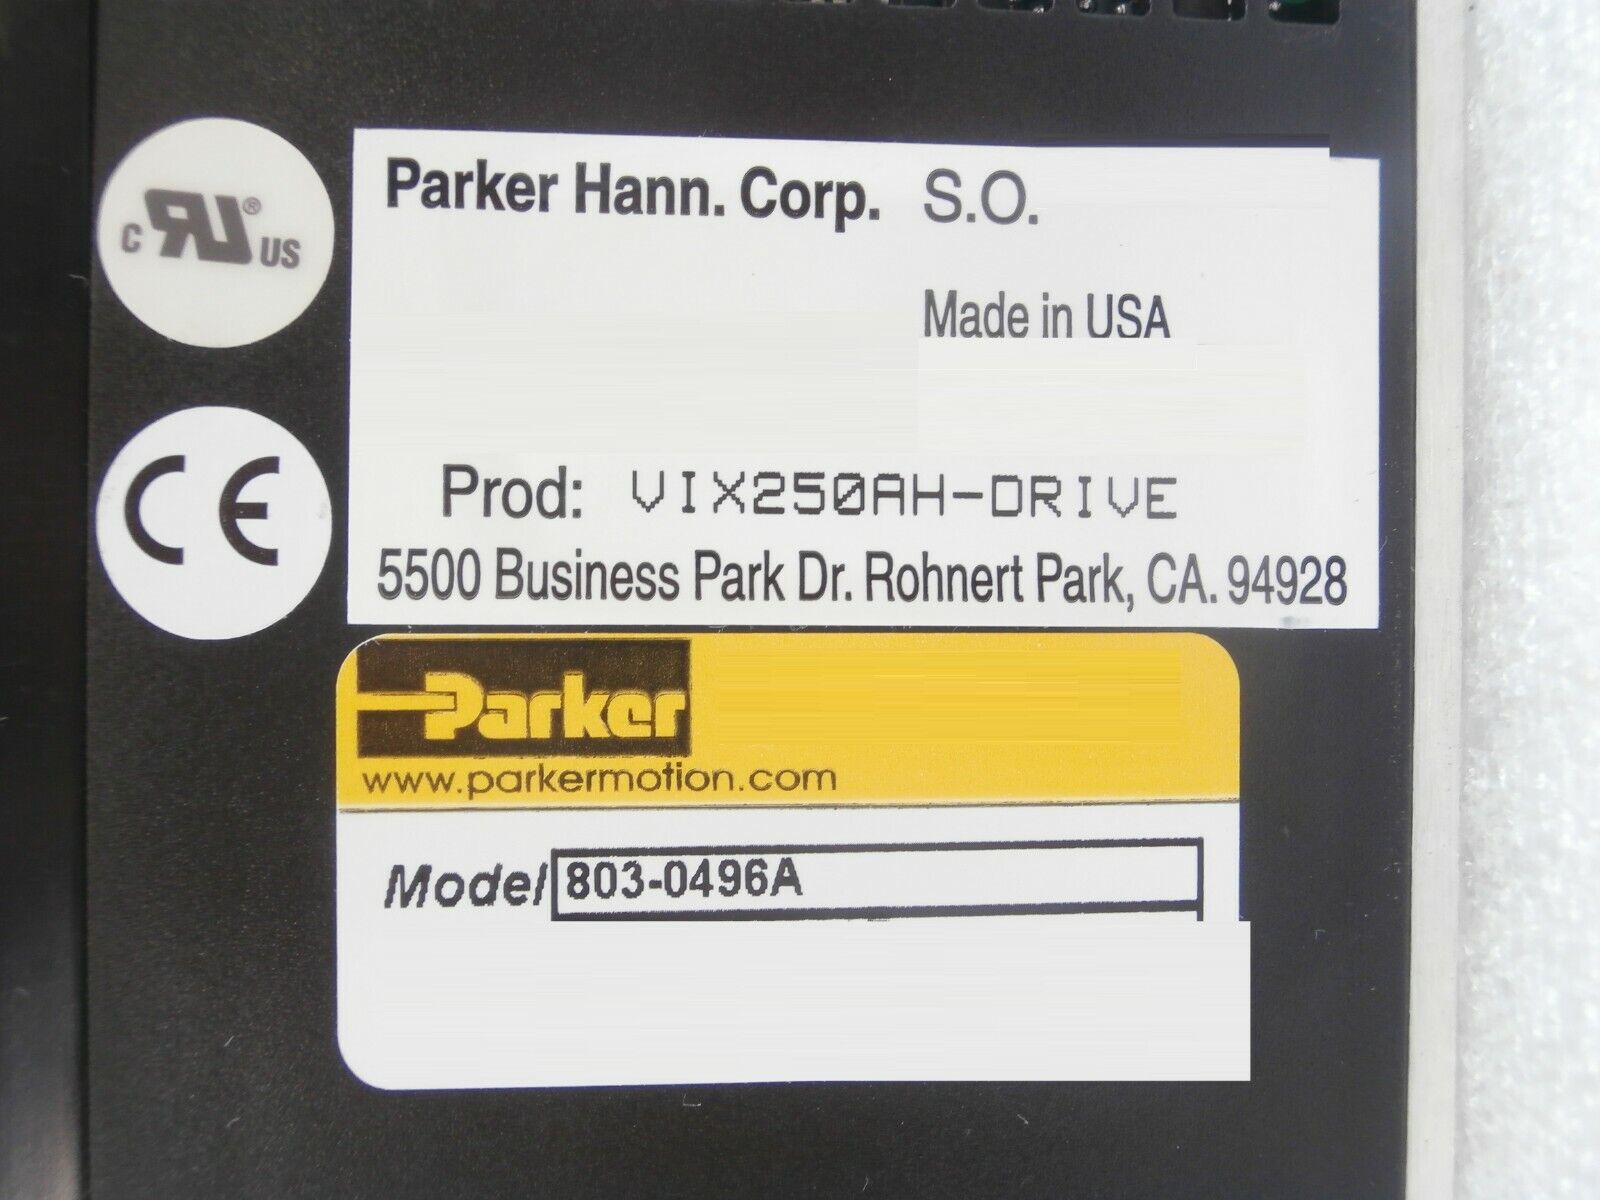 Parker Hann. Corp. S.O.
Made in USA
Prod: VIX250AH-DRIVE
5500 Business Park Dr. Rohnert Park, CA. 94928
C RU® US
CE
Parker
www.parkermotion.com
Model 803-0496A